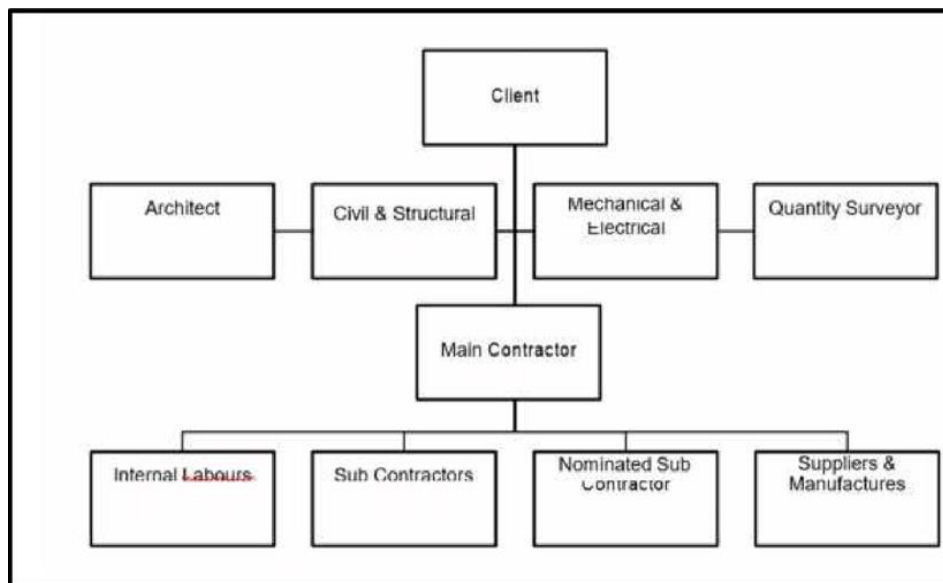 Client
Architect
Civil & Structural
Mechanical &
Electrical
Quantity Surveyor
Main Contractor
Internal Labours
Sub Contractors
Nominated Sub
Contractor
Suppliers &
Manufactures